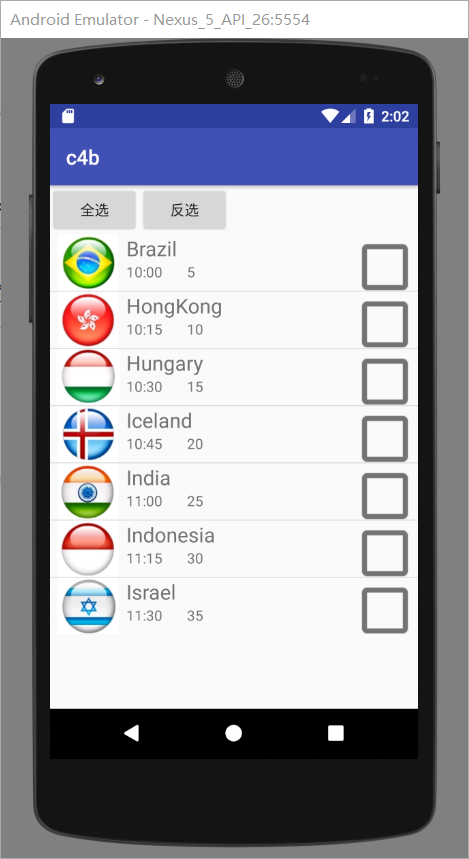 Android Emulator - Nexus_5_API_26:5554
2:02
c4b
全选 反选
Brazil
10:00 5
HongKong
10:15 10
Hungary
10:30 15
Iceland
10:45 20
India
11:00 25
Indonesia
11:15 30
Israel
11:30 35